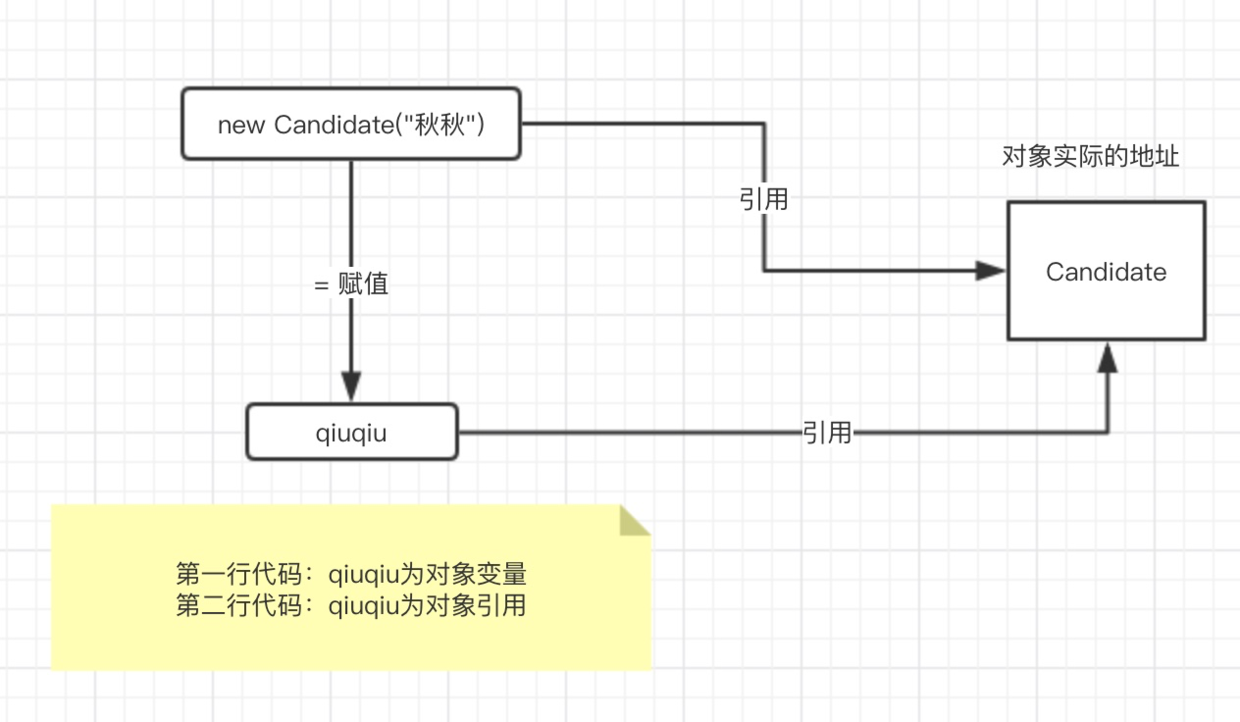 new Candidate("秋秋")
对象实际的地址
引用
Candidate
= 赋值
qiuqiu
引用
第一行代码：qiuqiu为对象变量
第二行代码：qiuqiu为对象引用